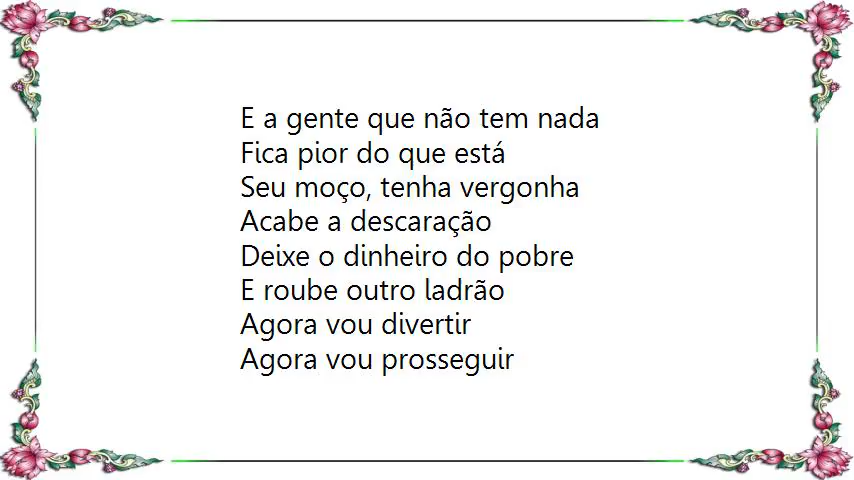 E a gente que não tem nada
Fica pior do que está
Seu moço, tenha vergonha
Acabe a descaração
Deixe o dinheiro do pobre
E roube outro ladrão
Agora vou divertir
Agora vou prosseguir